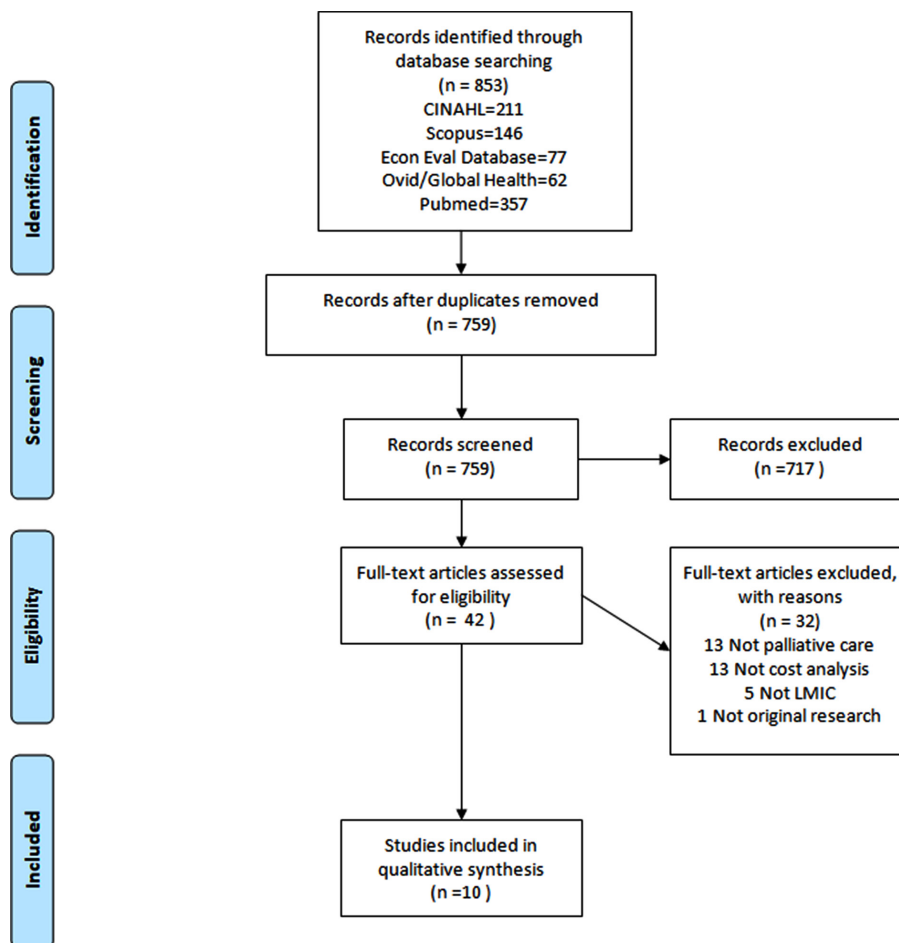 Identification
Records identified through
database searching
(n = 853)
CINAHL=211
Scopus=146
Econ Eval Database=77
Ovid/Global Health=62
Pubmed=357
Records after duplicates removed
(n = 759)
Screening
Records screened
(n = 759)
Records excluded
(n =717 )
Eligibility
Full-text articles assessed
for eligibility
(n = 42 )
Full-text articles excluded,
with reasons
(n = 32)
13 Not palliative care
13 Not cost analysis
5 Not LMIC
1 Not original research
Included
Studies included in
qualitative synthesis
(n =10 )